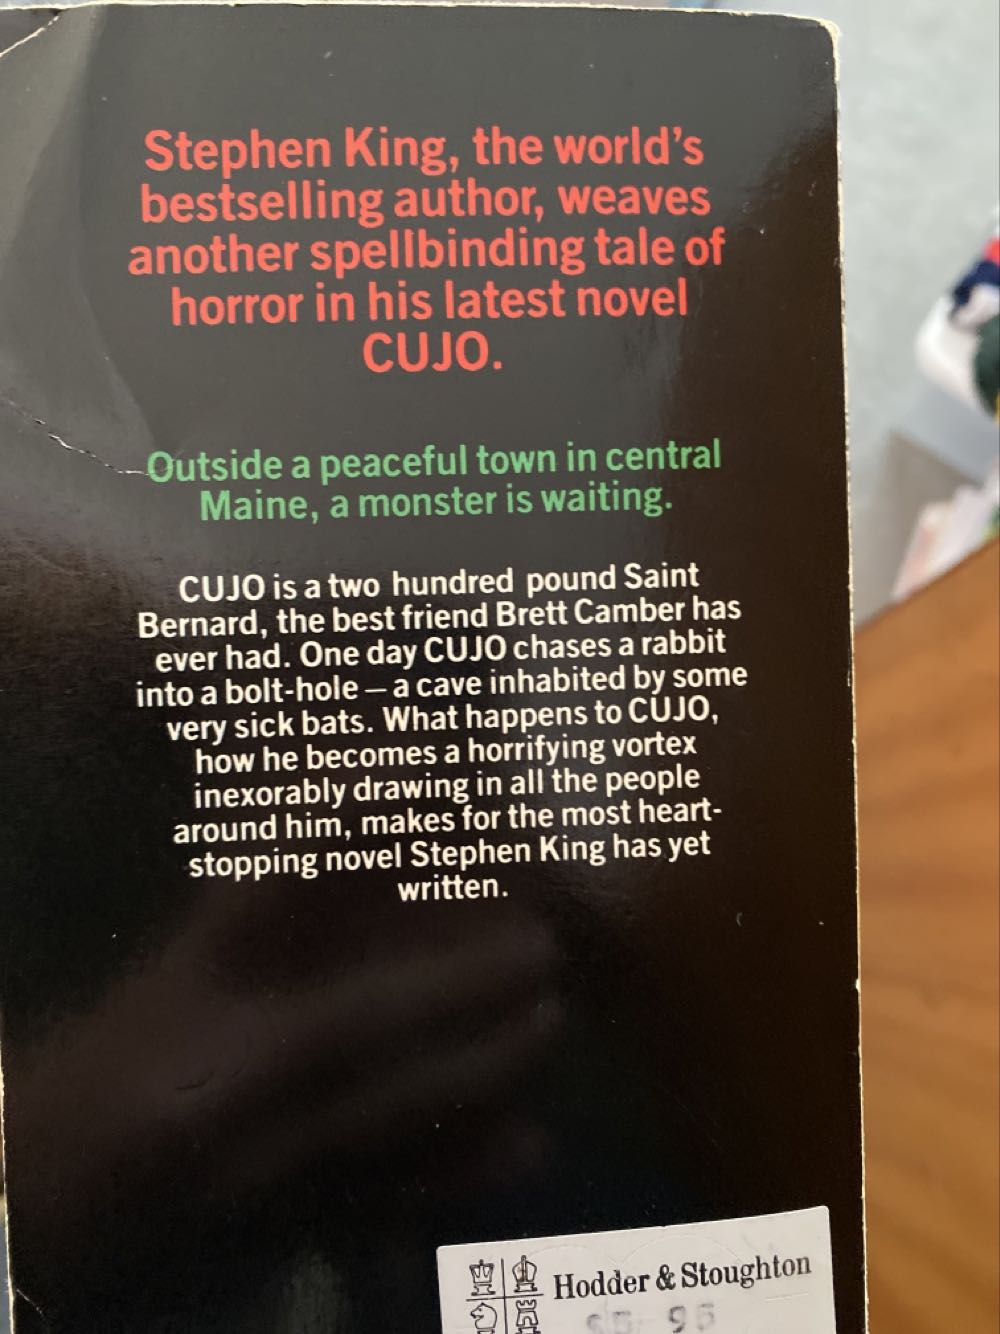 Stephen King, the world's
bestselling author, weaves
another spellbinding tale of
horror in his latest novel
CUJO.
Outside a peaceful town in central
Maine, a monster is waiting.
CUJO is a two hundred pound Saint
Bernard, the best friend Brett Camber has
ever had. One day CUJO chases a rabbit
into a bolt-hole – a cave inhabited by some
very sick bats. What happens to CUJO,
how he becomes a horrifying vortex
inexorably drawing in all the people
around him, makes for the most heart-
stopping novel Stephen King has yet
written.
Hodder & Stoughton